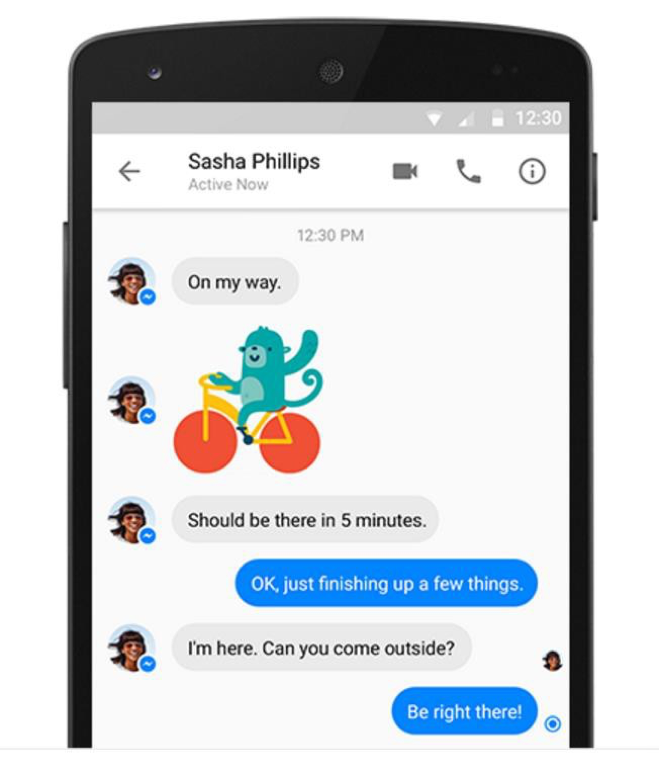 12:30
Sasha Phillips
Active Now
12:30 PM
On my way.
Should be there in 5 minutes.
OK, just finishing up a few things.
I'm here. Can you come outside?
Be right there!